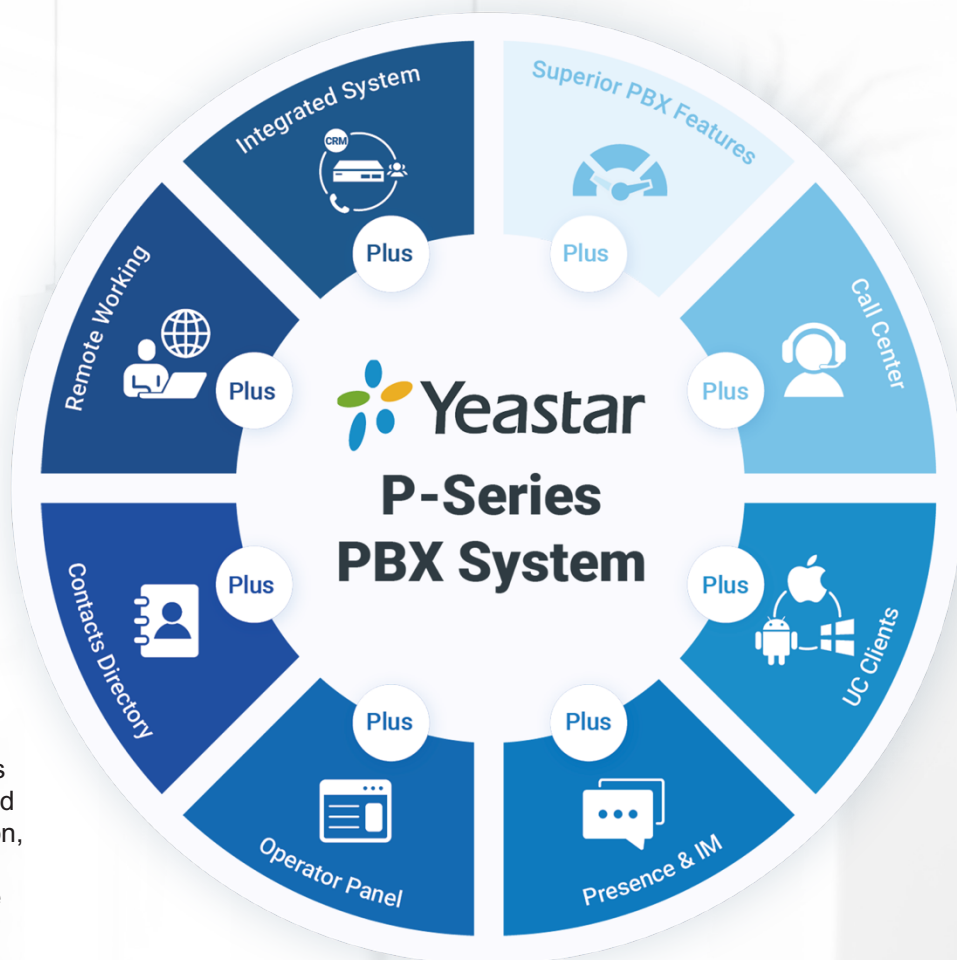 Integrated System
CRM
Plus
Superior PBX Features
Plus
Call Center
Plus
UC Clients
Plus
Presence & IM
Plus
Operator Panel
Plus
Contacts Directory
Plus
Remote Working
Plus
Yeastar
P-Series
PBX System